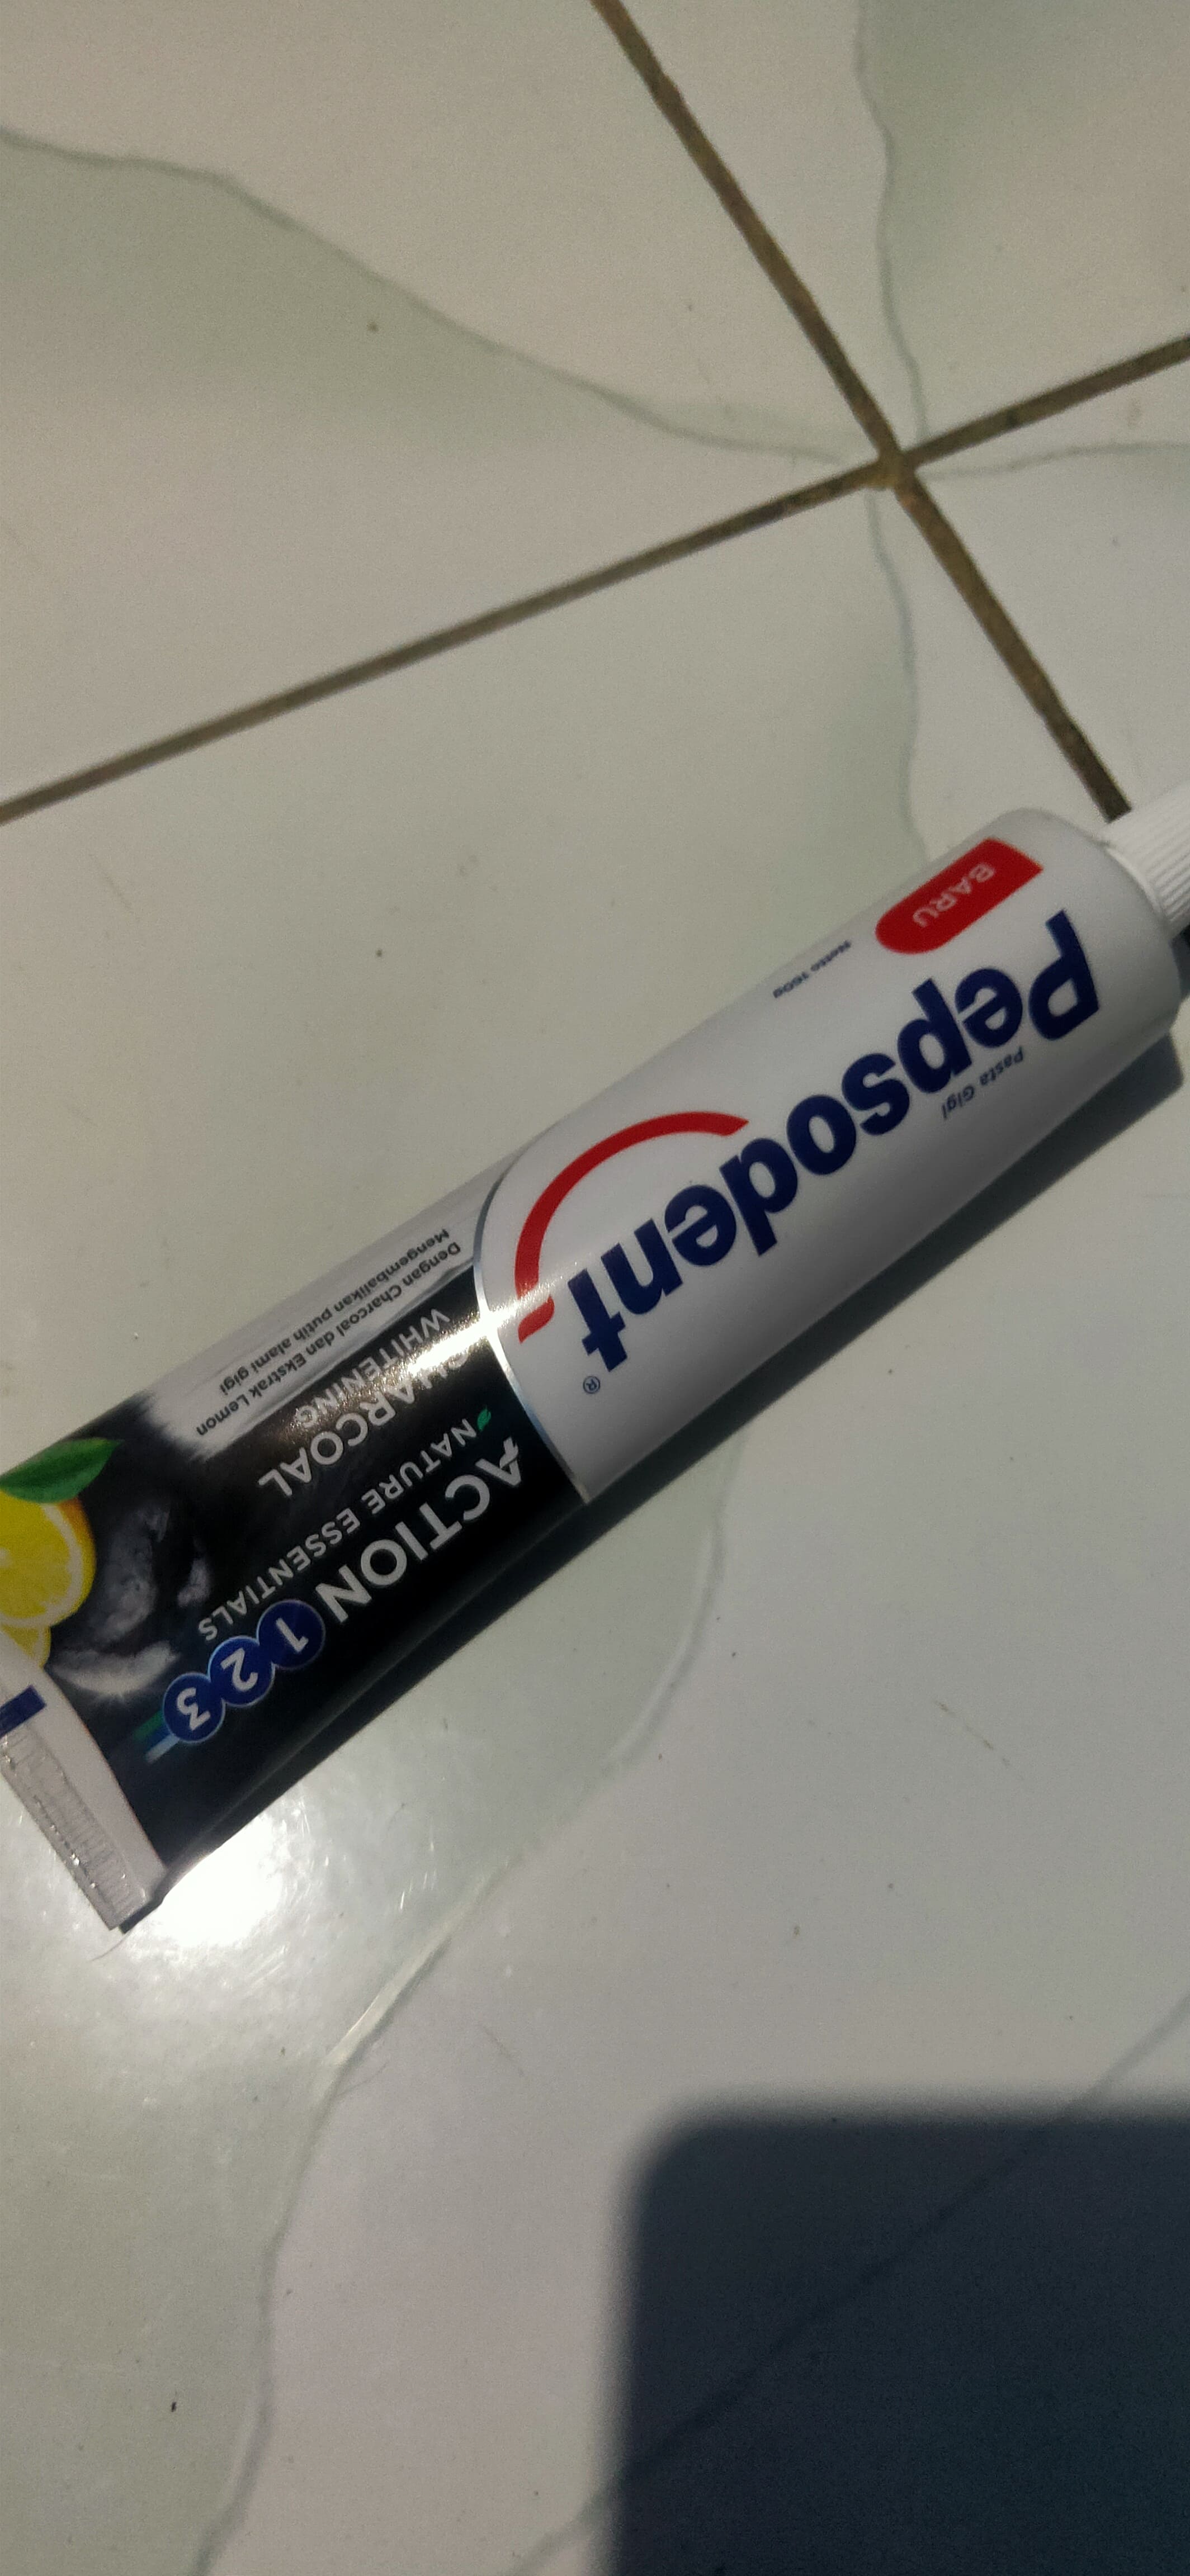 BARU
Netto 160g
Pasta Gigi
Pepsodent®
ACTION 123
NATURE ESSENTIALS
CHARCOAL
WHITENING
Dengan Charcoal dan Ekstrak Lemon
Mengembalikan putih alami gigi